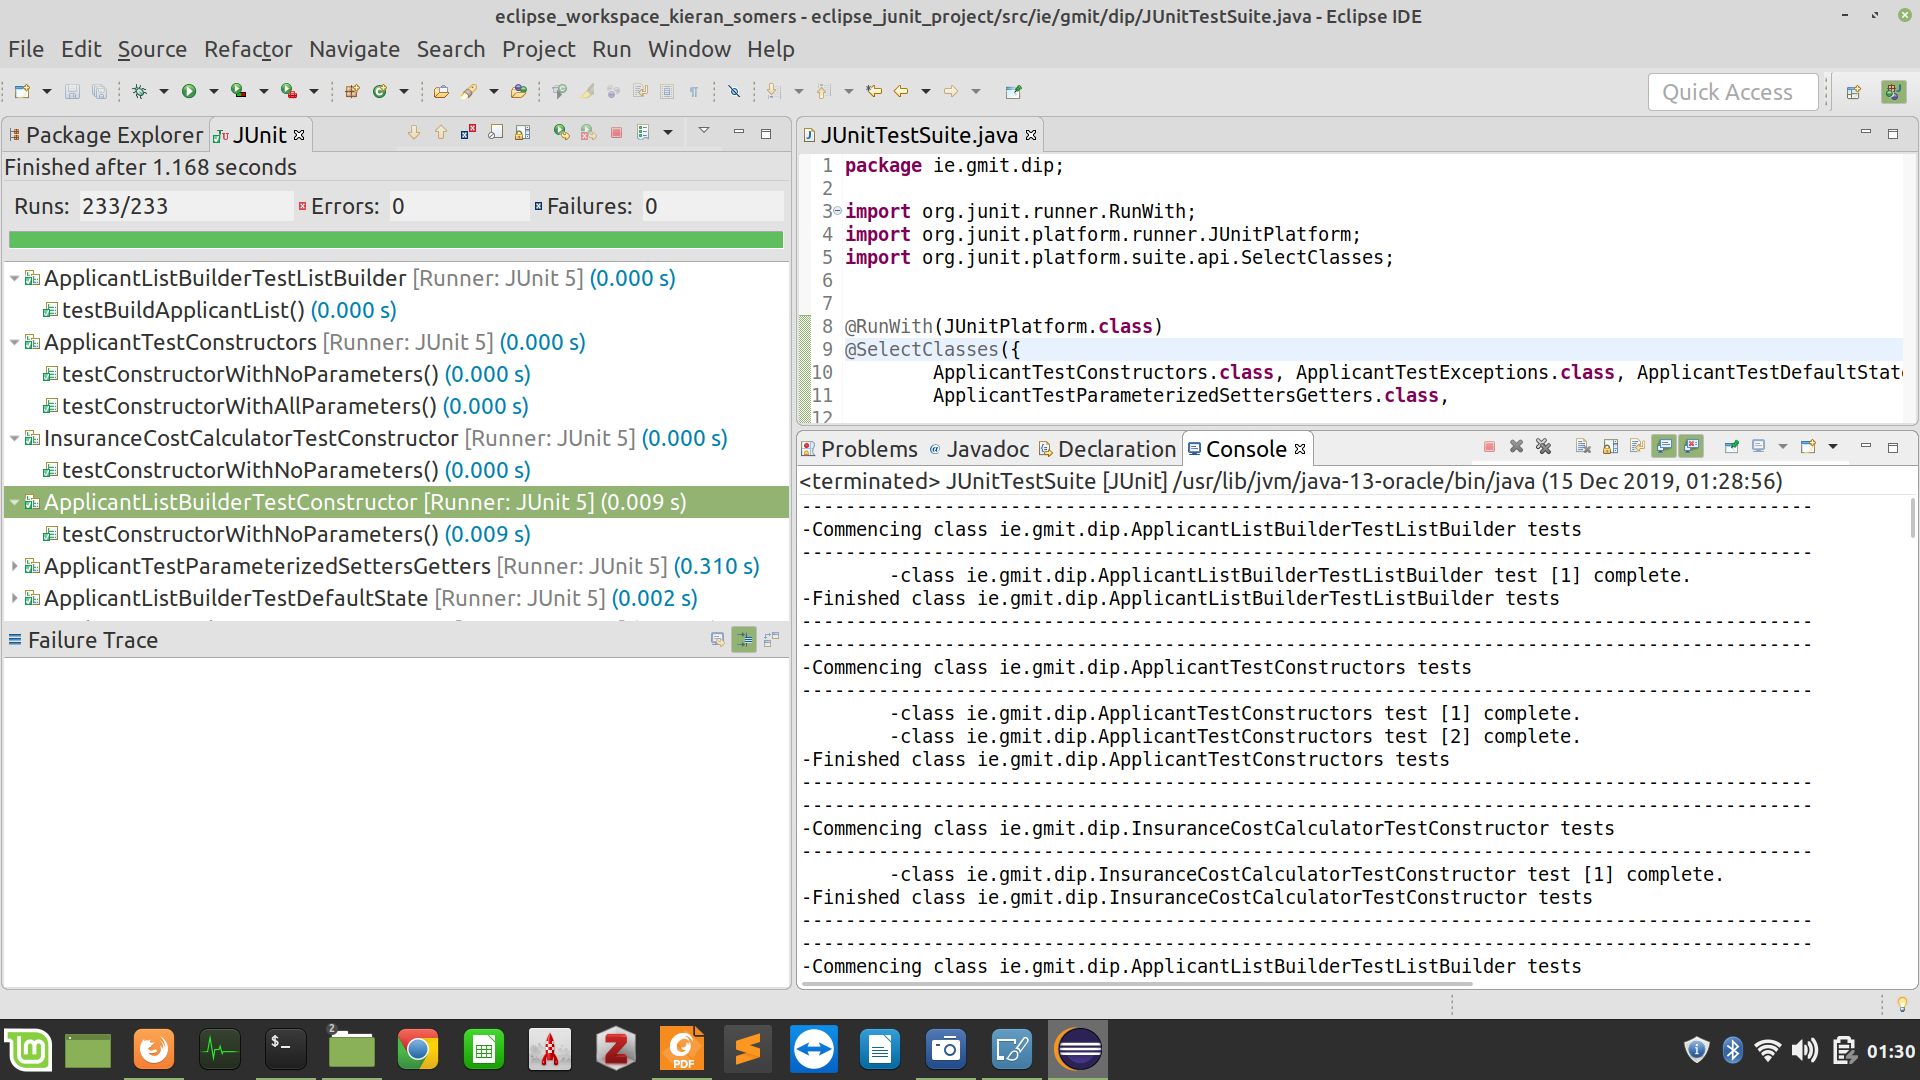 eclipse_workspace_kieran_somers - eclipse_junit_project/src/ie/gmit/dip/JUnitTestSuite.java - Eclipse IDE
File Edit Source Refactor Navigate Search Project Run Window Help
Quick Access
Package Explorer JUnit
Finished after 1.168 seconds
Runs: 233/233 Errors: 0 Failures: 0
ApplicantListBuilderTestListBuilder [Runner: JUnit 5] (0.000 s)
testBuildApplicantList() (0.000 s)
ApplicantTestConstructors [Runner: JUnit 5] (0.000 s)
testConstructorWithNoParameters() (0.000 s)
testConstructorWithAllParameters() (0.000 s)
InsuranceCostCalculatorTestConstructor [Runner: JUnit 5] (0.000 s)
testConstructorWithNoParameters() (0.000 s)
ApplicantListBuilderTestConstructor [Runner: JUnit 5] (0.009 s)
testConstructorWithNoParameters() (0.009 s)
ApplicantTestParameterizedSettersGetters [Runner: JUnit 5] (0.310 s)
ApplicantListBuilderTestDefaultState [Runner: JUnit 5] (0.002 s)
Failure Trace
JUnitTestSuite.java
1 package ie.gmit.dip;
2
3 import org.junit.runner.RunWith;
4 import org.junit.platform.runner.JUnitPlatform;
5 import org.junit.platform.suite.api.SelectClasses;
6
7
8 @RunWith(JUnitPlatform.class)
9 @SelectClasses({
10 ApplicantTestConstructors.class, ApplicantTestExceptions.class, ApplicantTestDefaultState
11 ApplicantTestParameterizedSettersGetters.class,
12
Problems Javadoc Declaration Console
<terminated> JUnitTestSuite [JUnit] /usr/lib/jvm/java-13-oracle/bin/java (15 Dec 2019, 01:28:56)
--------------------------------------------------------------------------------------------
-Commencing class ie.gmit.dip.ApplicantListBuilderTestListBuilder tests
--------------------------------------------------------------------------------------------
-class ie.gmit.dip.ApplicantListBuilderTestListBuilder test [1] complete.
-Finished class ie.gmit.dip.ApplicantListBuilderTestListBuilder tests
--------------------------------------------------------------------------------------------
--------------------------------------------------------------------------------------------
-Commencing class ie.gmit.dip.ApplicantTestConstructors tests
--------------------------------------------------------------------------------------------
-class ie.gmit.dip.ApplicantTestConstructors test [1] complete.
-class ie.gmit.dip.ApplicantTestConstructors test [2] complete.
-Finished class ie.gmit.dip.ApplicantTestConstructors tests
--------------------------------------------------------------------------------------------
--------------------------------------------------------------------------------------------
-Commencing class ie.gmit.dip.InsuranceCostCalculatorTestConstructor tests
--------------------------------------------------------------------------------------------
-class ie.gmit.dip.InsuranceCostCalculatorTestConstructor test [1] complete.
-Finished class ie.gmit.dip.InsuranceCostCalculatorTestConstructor tests
--------------------------------------------------------------------------------------------
--------------------------------------------------------------------------------------------
-Commencing class ie.gmit.dip.ApplicantListBuilderTestListBuilder tests
2
$_
PDF
01:30